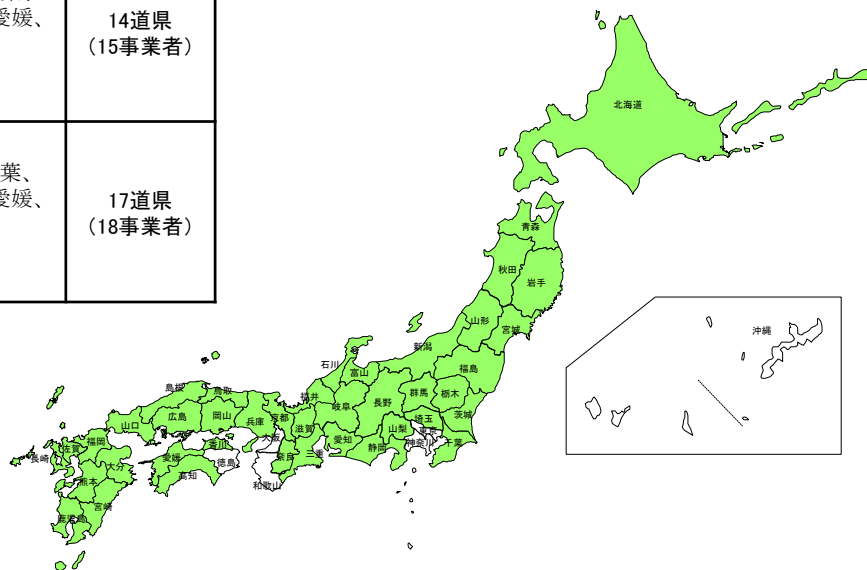 愛媛、
14道県
(15事業者)
葉、
愛媛、
17道県
(18事業者)
北海道
青森
秋田
岩手
山形
宮城
新潟
福島
沖縄
石川
富山
群馬
栃木
茨城
福井
岐阜
長野
埼玉
東京
山梨
神奈川
千葉
静岡
愛知
島根
鳥取
京都
滋賀
兵庫
大阪
奈良
三重
和歌山
岡山
広島
山口
香川
徳島
愛媛
高知
福岡
佐賀
長崎
大分
熊本
宮崎
鹿児島